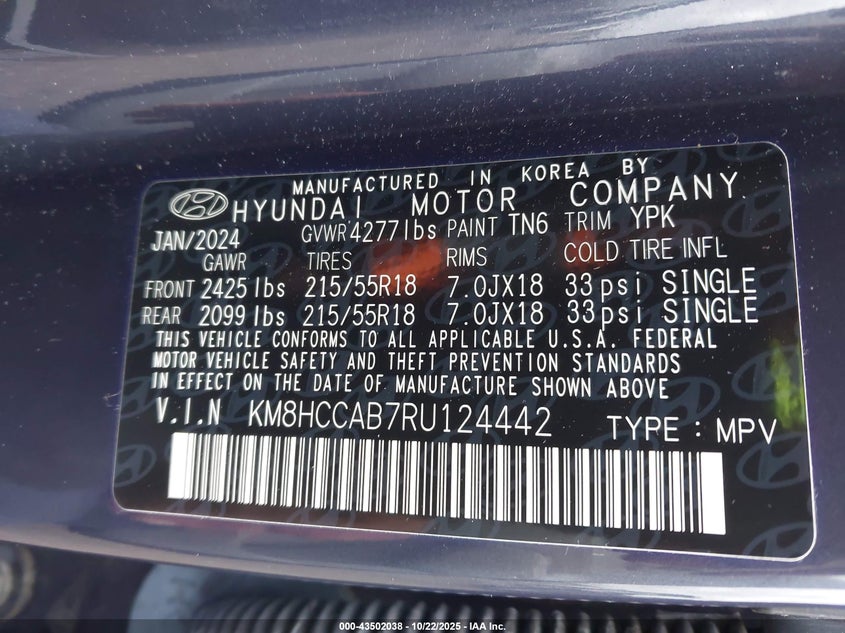 MANUFACTURED IN KOREA BY
HYUNDAI MOTOR COMPANY
JAN/2024 GVWR 4277lbs PAINT TN6 TRIM YPK
GAWR TIRES RIMS COLD TIRE INFL
FRONT 2425lbs 215/55R18 7.0JX18 33psi SINGLE
REAR 2099lbs 215/55R18 7.0JX18 33psi SINGLE
THIS VEHICLE CONFORMS TO ALL APPLICABLE U.S.A. FEDERAL
MOTOR VEHICLE SAFETY AND THEFT PREVENTION STANDARDS
IN EFFECT ON THE DATE OF MANUFACTURE SHOWN ABOVE
V.I.N KM8HCCAB7RU124442 TYPE : MPV
000-43502038 - 10/22/2025 - IAA Inc.